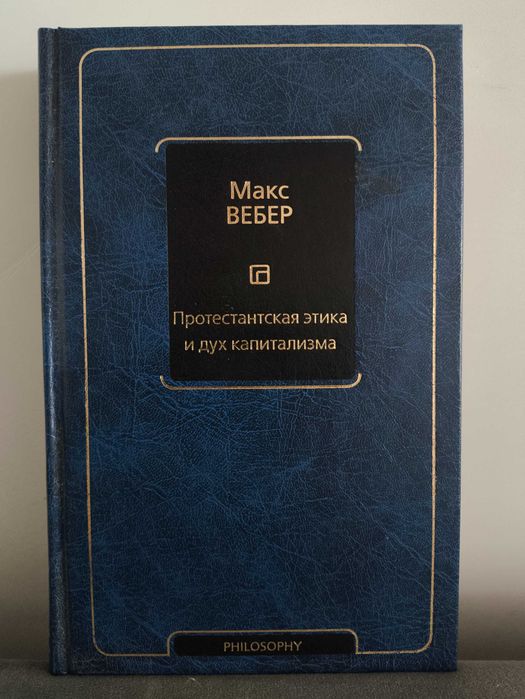 Макс
ВЕБЕР
Протестантская этика
и дух капитализма
PHILOSOPHY